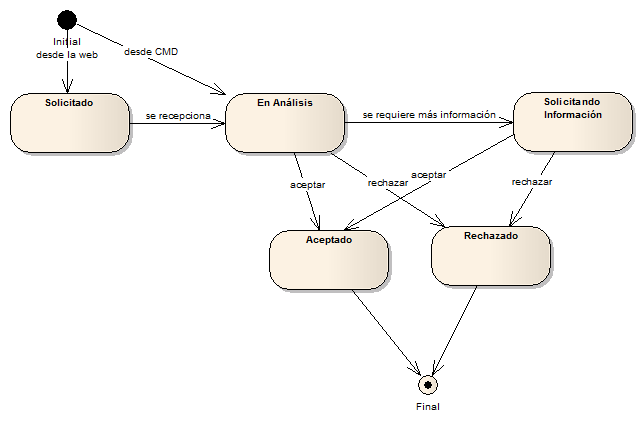 Initial
desde la web
desde CMD
Solicitado
se recepciona
En Análisis
se requiere más información
Solicitando
Información
aceptar
rechazar
aceptar
rechazar
Aceptado
Rechazado
Final